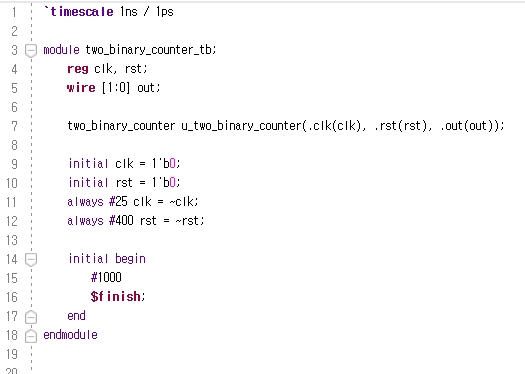 1 `timescale 1ns / 1ps
2
3 module two_binary_counter_tb;
4     reg clk, rst;
5     wire [1:0] out;
6
7     two_binary_counter u_two_binary_counter(.clk(clk), .rst(rst), .out(out));
8
9     initial clk = 1'b0;
10     initial rst = 1'b0;
11     always #25 clk = ~clk;
12     always #400 rst = ~rst;
13
14     initial begin
15         #1000
16         $finish;
17     end
18 endmodule
19
20